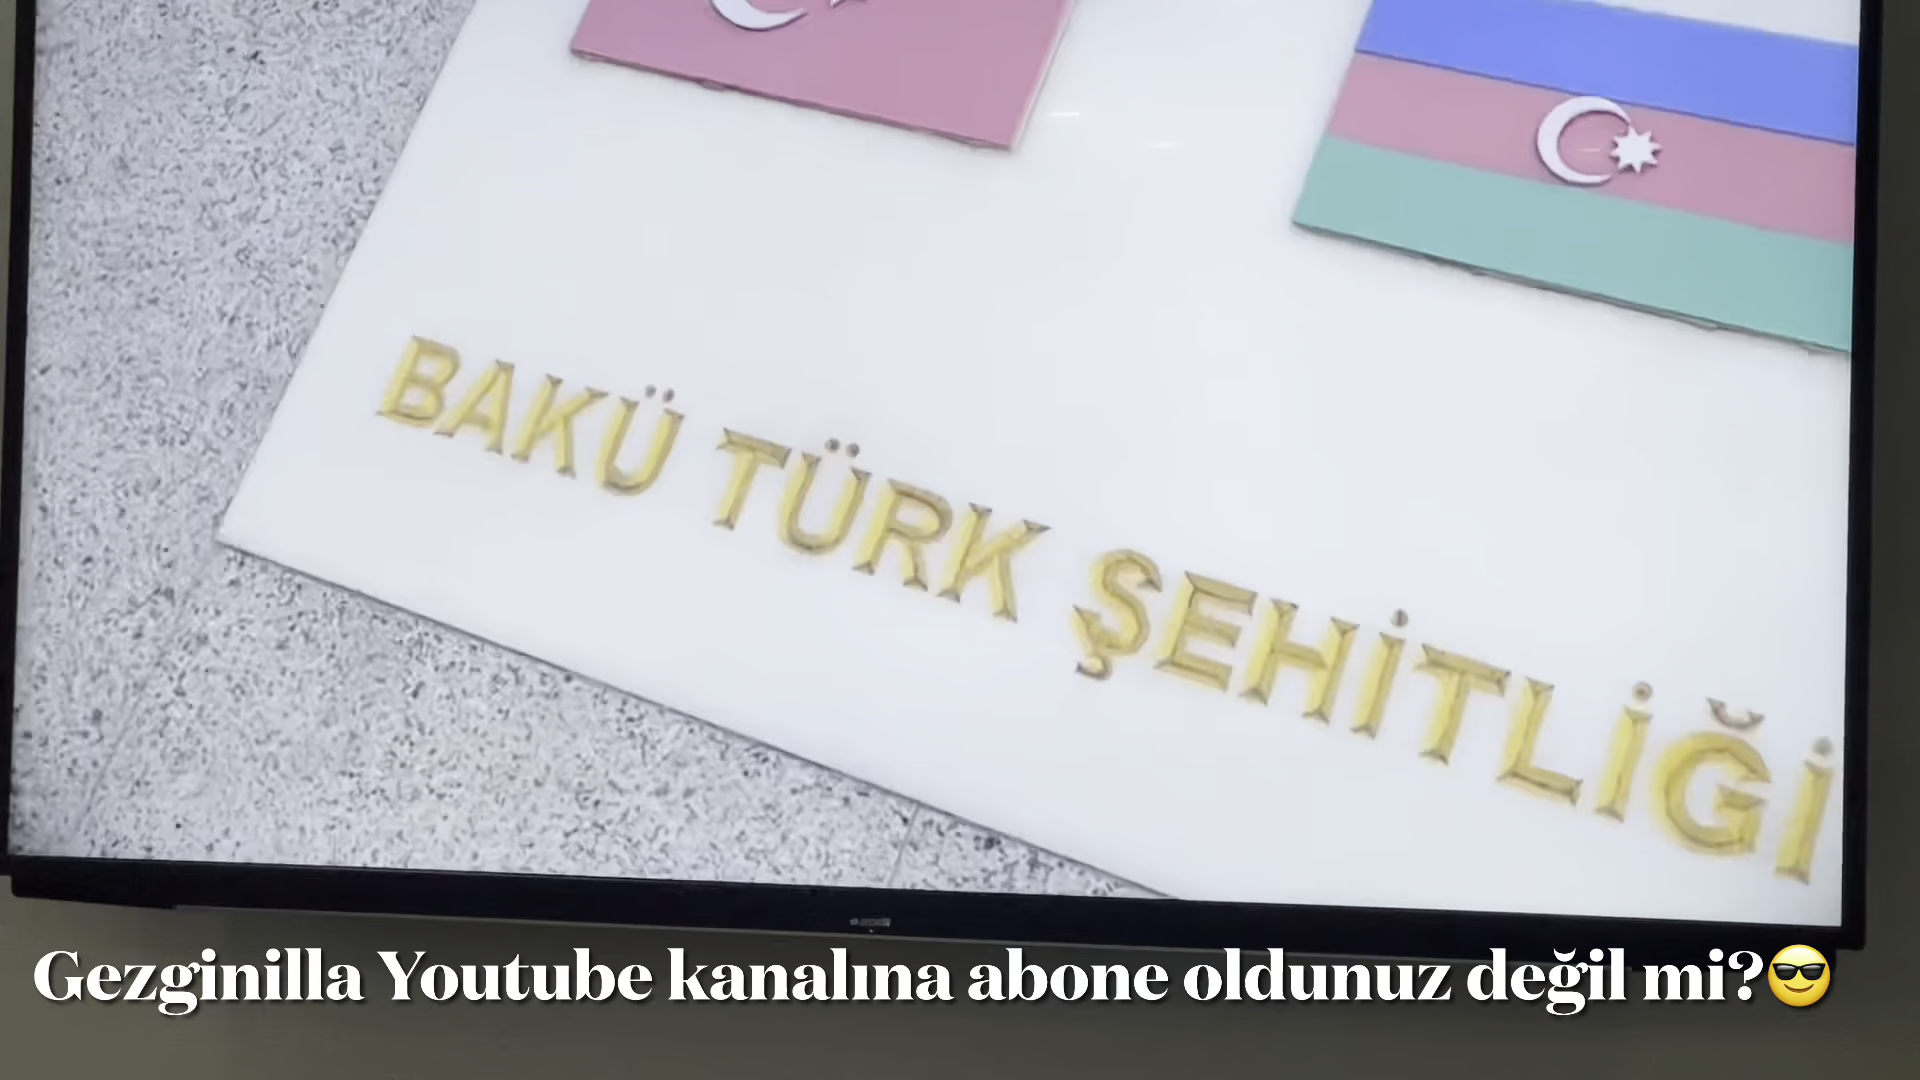 BAKÜ TÜRK ŞEHİTLİĞİ
Gezginilla Youtube kanalına abone oldunuz değil mi?😎